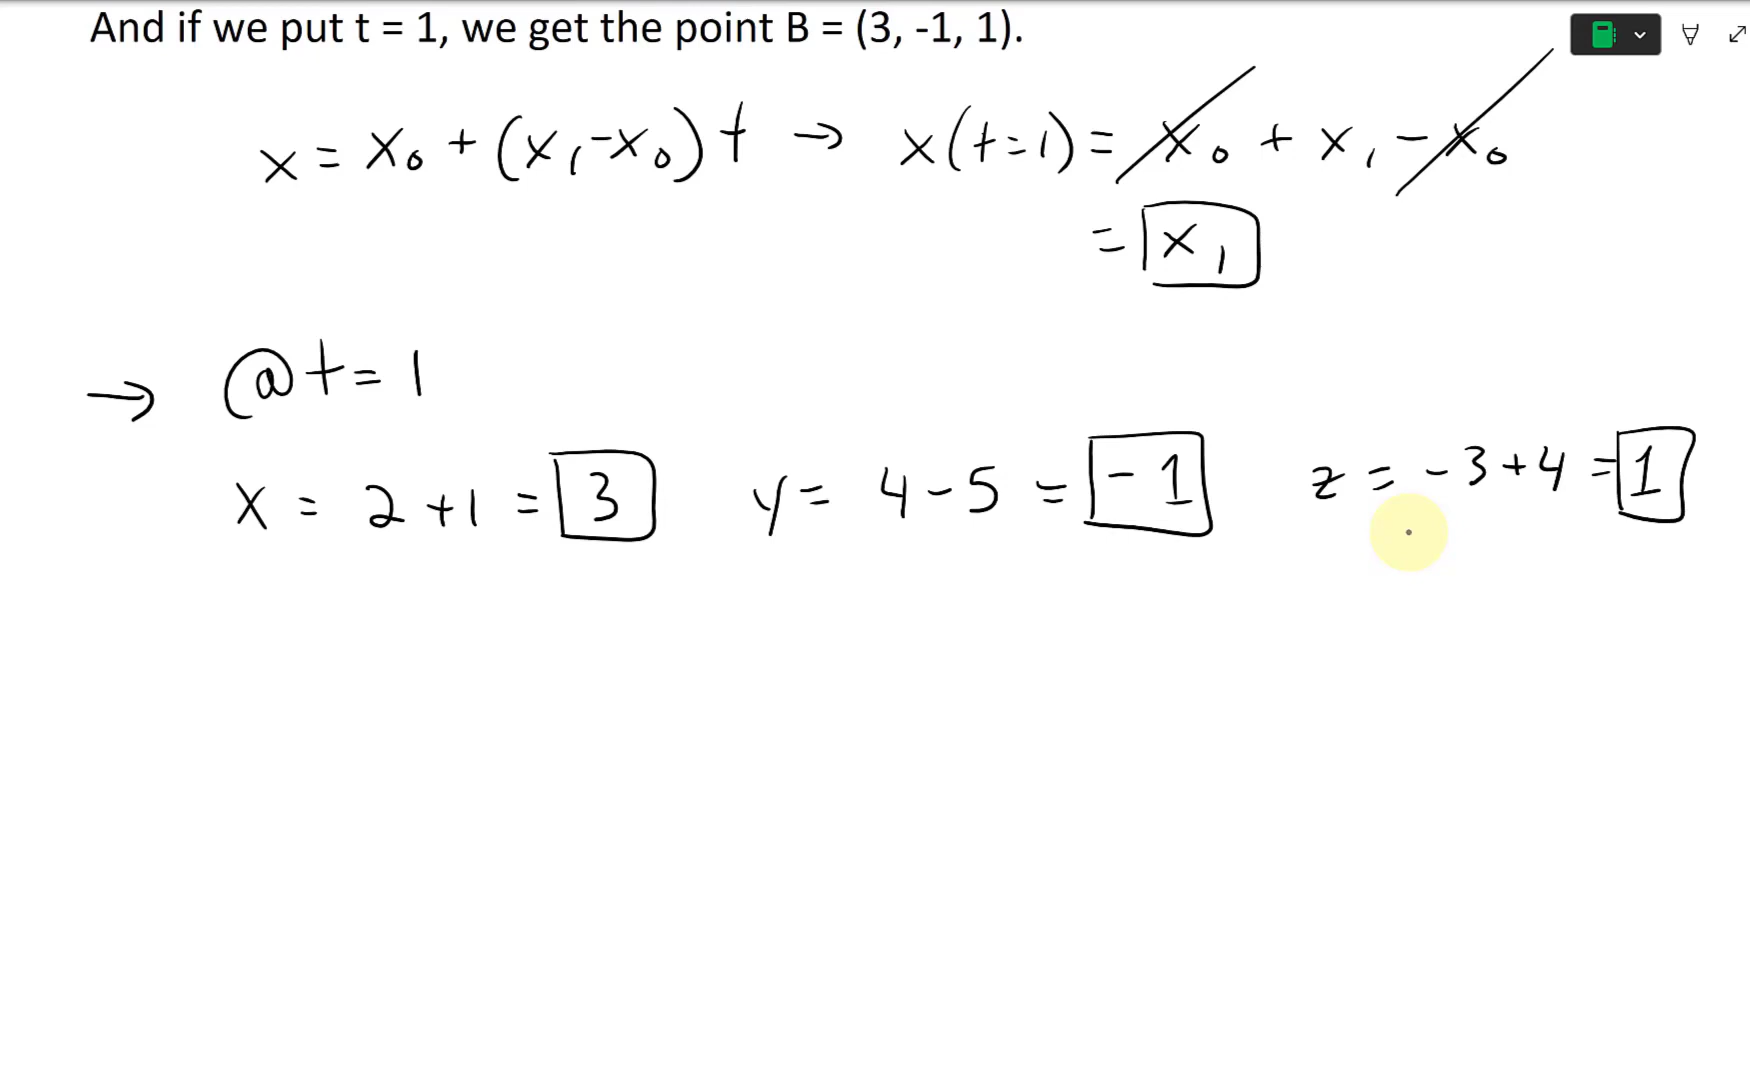 And if we put t = 1, we get the point B = (3, -1, 1).
x = x₀ + (x₁-x₀)t → x(t=1) = x₀ + x₁ - x₀
= x₁
→ @t=1
x = 2+1 = 3 y = 4-5 = -1 z = -3+4 = 1